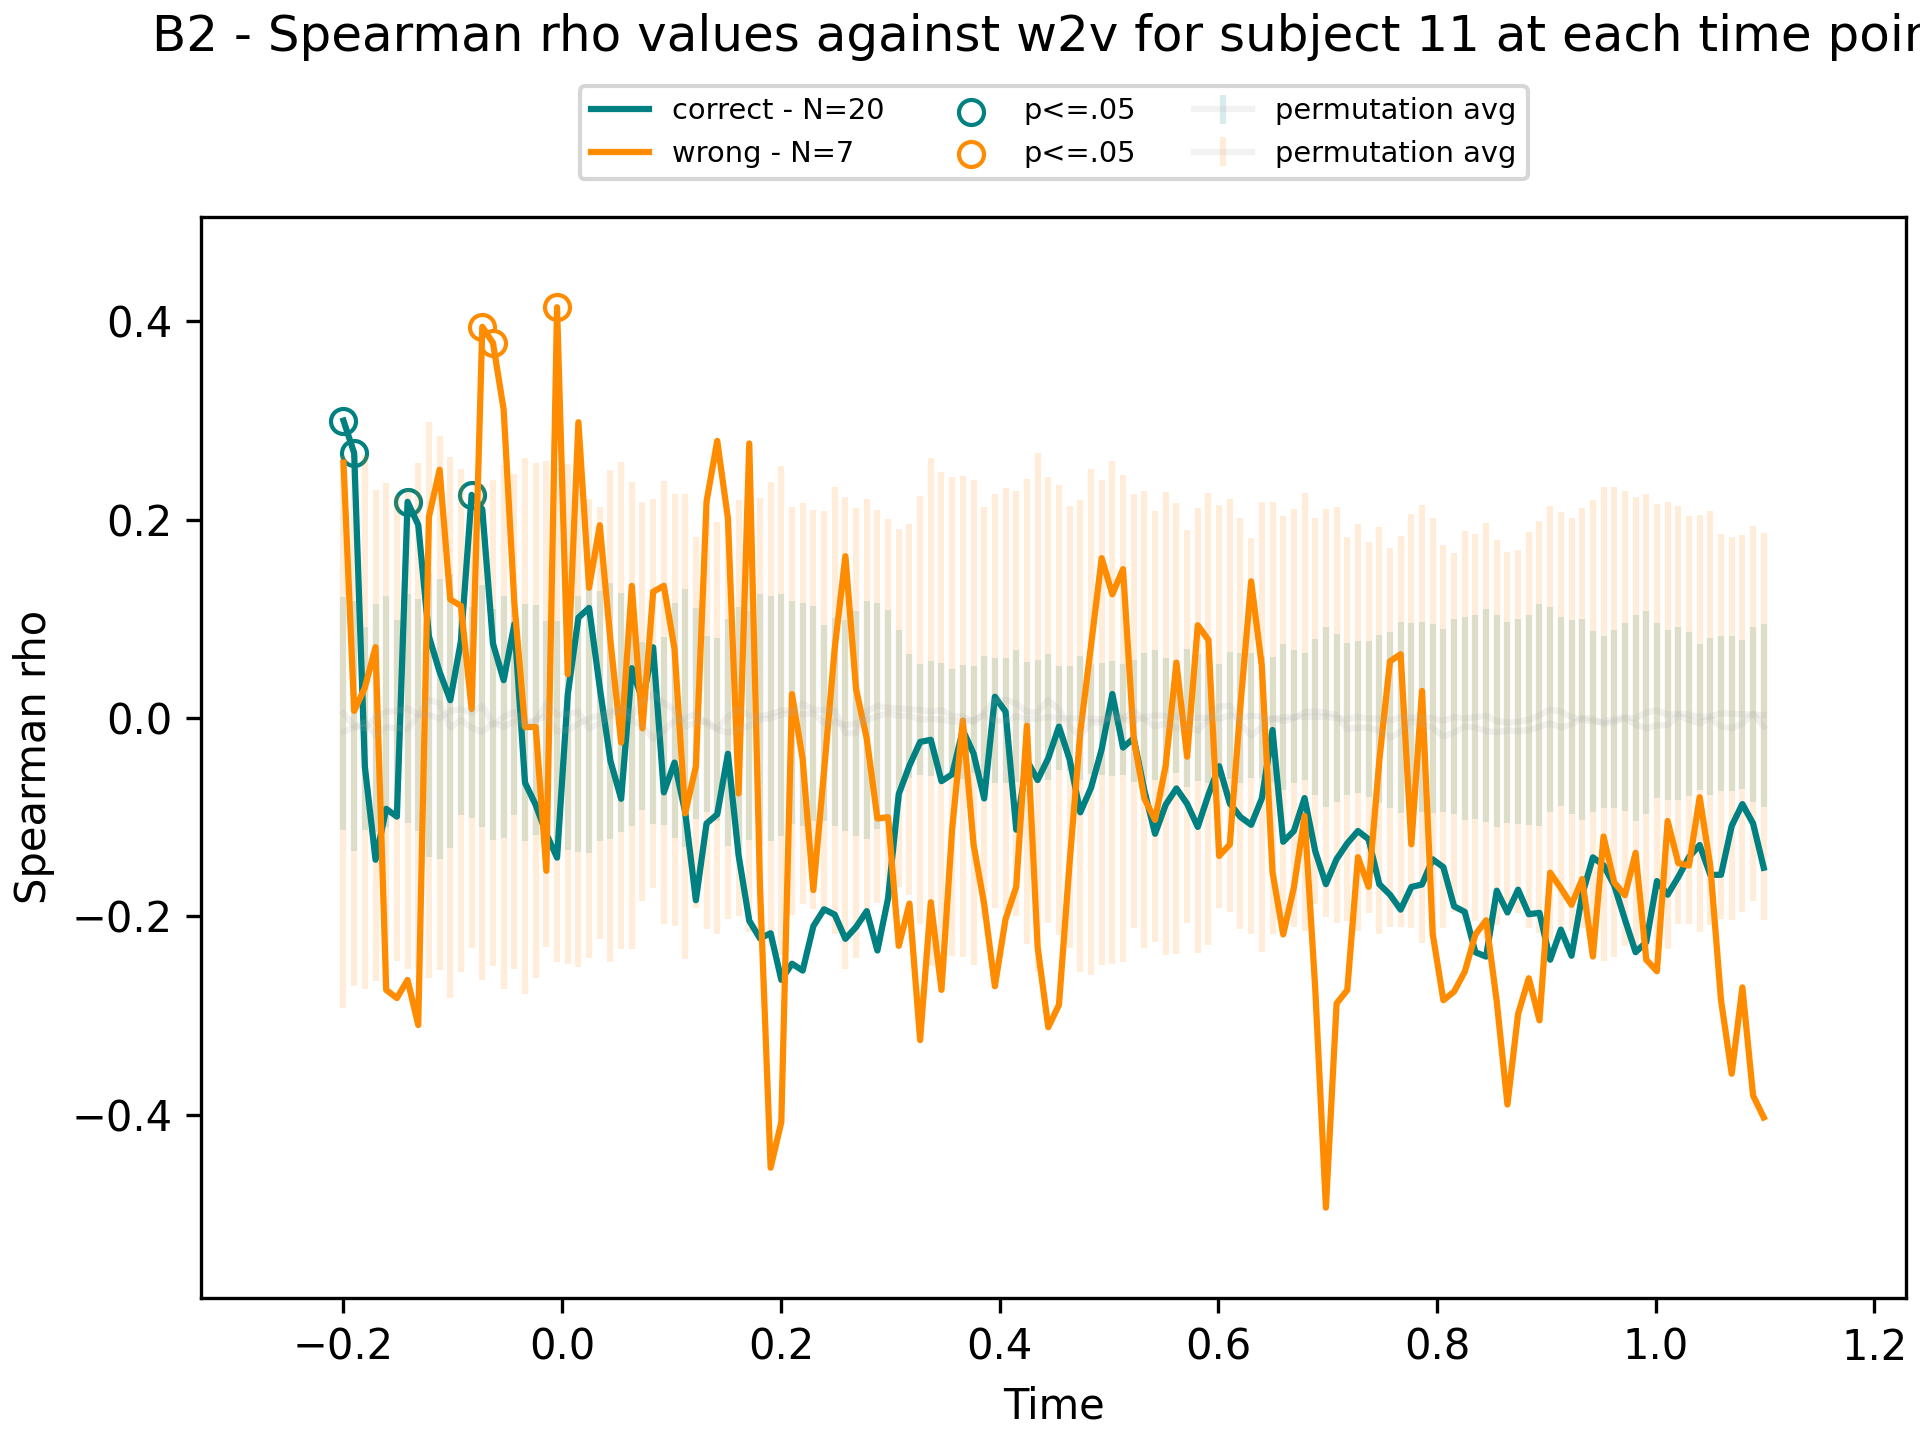 B2 - Spearman rho values against w2v for subject 11 at each time poi
correct - N=20
wrong - N=7
p<=.05
p<=.05
permutation avg
permutation avg
Spearman rho
0.4
0.2
0.0
−0.2
−0.4
−0.2 0.0 0.2 0.4 0.6 0.8 1.0 1.2
Time